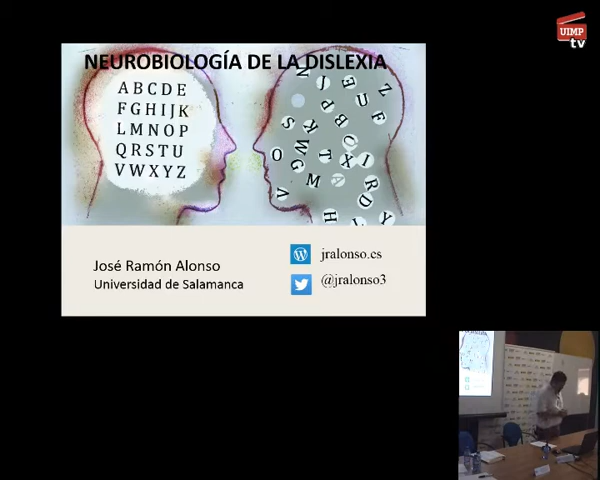 UIMP
tv
NEUROBIOLOGÍA DE LA DISLEXIA
A B C D E
F G H I J K
L M N O P
Q R S T U
V W X Y Z
José Ramón Alonso
Universidad de Salamanca
jralonso.es
@jralonso3